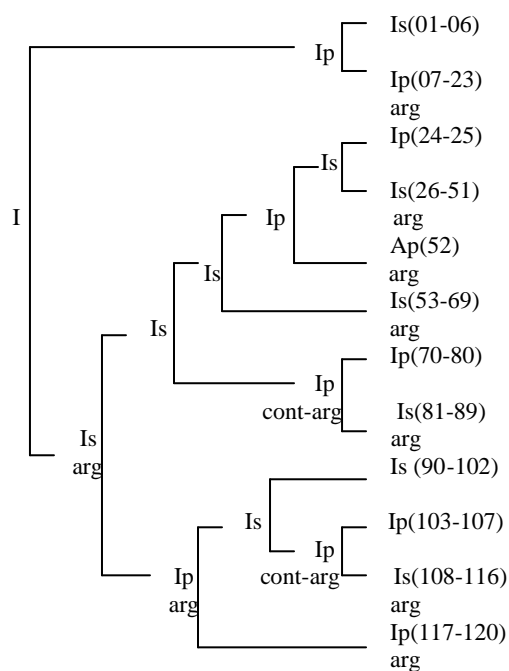 Is(01-06)
Ip
Ip(07-23)
arg
Ip(24-25)
Is
Is(26-51)
arg
I
Ip
Ap(52)
arg
Is
Is(53-69)
arg
Is
Ip(70-80)
Ip
cont-arg
Is(81-89)
arg
Is
arg
Is (90-102)
Is
Ip(103-107)
Ip
cont-arg
Is(108-116)
arg
Ip
arg
Ip(117-120)
arg